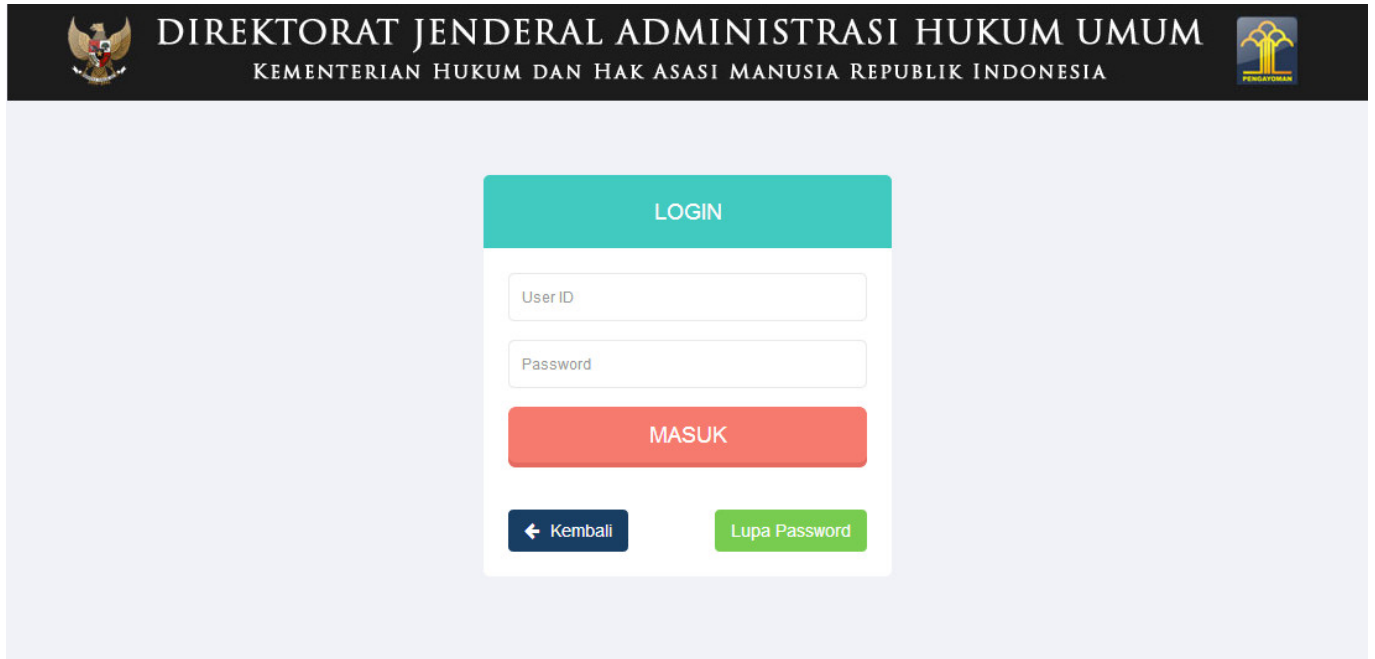 DIREKTORAT JENDERAL ADMINISTRASI HUKUM UMUM
KEMENTERIAN HUKUM DAN HAK ASASI MANUSIA REPUBLIK INDONESIA
PENGAYOMAN
LOGIN
User ID
Password
MASUK
Kembali
Lupa Password